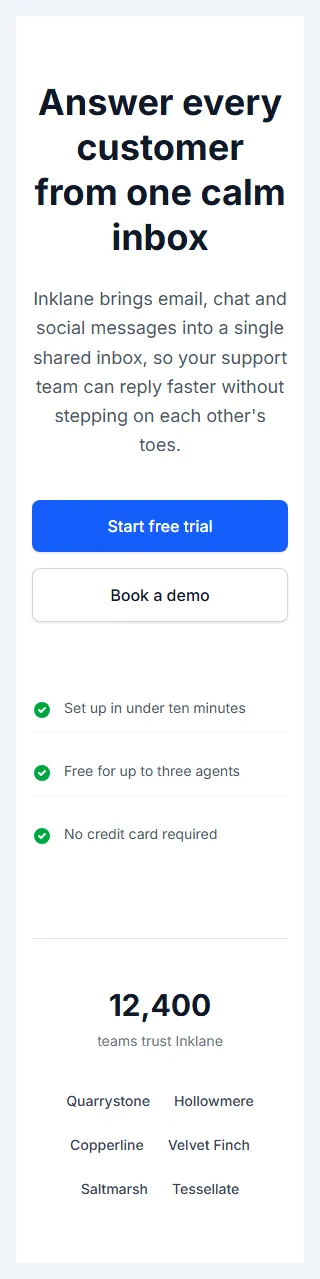 Answer every
customer
from one calm
inbox
Inklane brings email, chat and
social messages into a single
shared inbox, so your support
team can reply faster without
stepping on each other's
toes.
Start free trial
Book a demo
Set up in under ten minutes
Free for up to three agents
No credit card required
12,400
teams trust Inklane
Quarrystone Hollowmere
Copperline Velvet Finch
Saltmarsh Tessellate